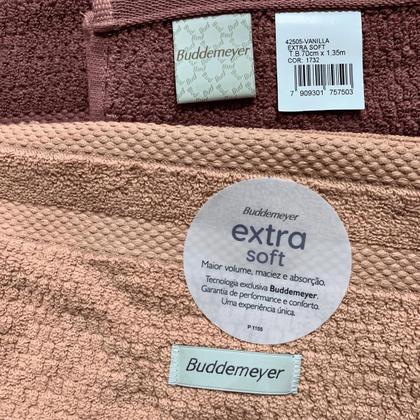 Buddemeyer
42505-VANILLA
EXTRA SOFT
T.B.70cm x 1,35m
COR: 1732
7 909301 757503
Buddemeyer
extra
soft
Maior volume, maciez e absorção.
Tecnologia exclusiva Buddemeyer.
Garantia de performance e conforto.
Uma experiência única.
P 1155
Buddemeyer